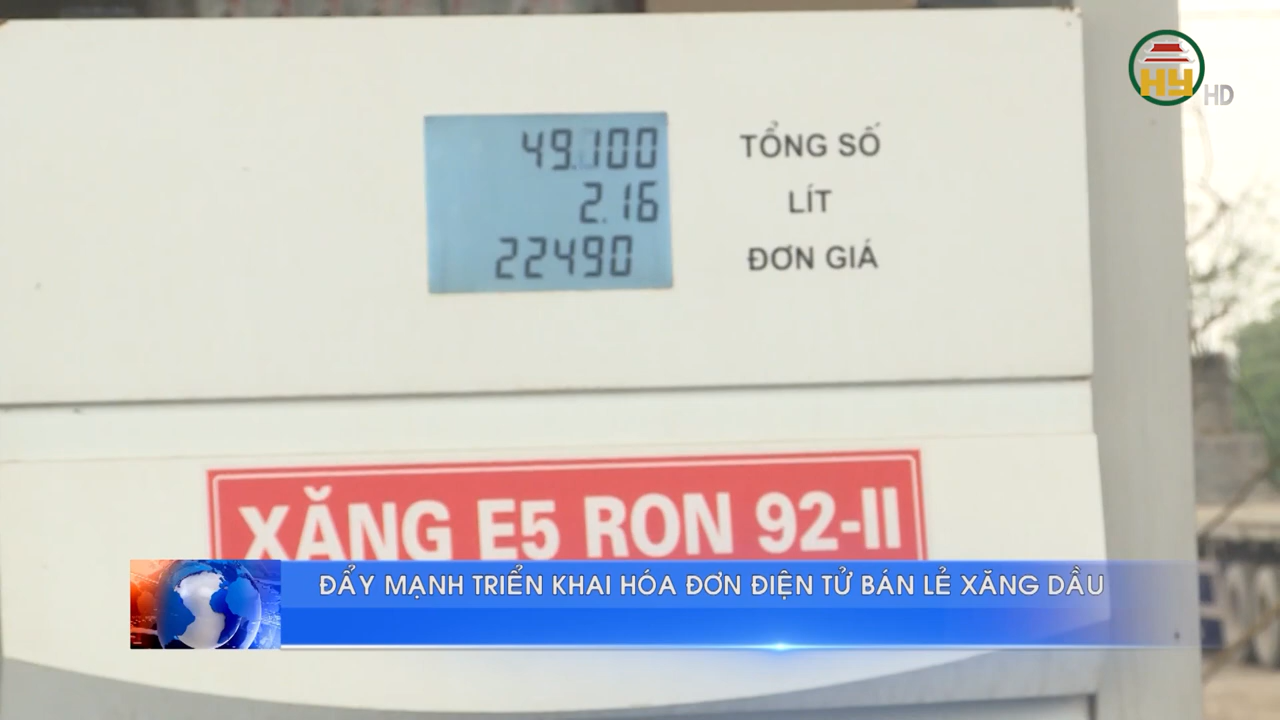 HY HD
49.100 TỔNG SỐ
2.16 LÍT
22490 ĐƠN GIÁ
XĂNG E5 RON 92-II
ĐẨY MẠNH TRIỂN KHAI HÓA ĐƠN ĐIỆN TỬ BÁN LẺ XĂNG DẦU